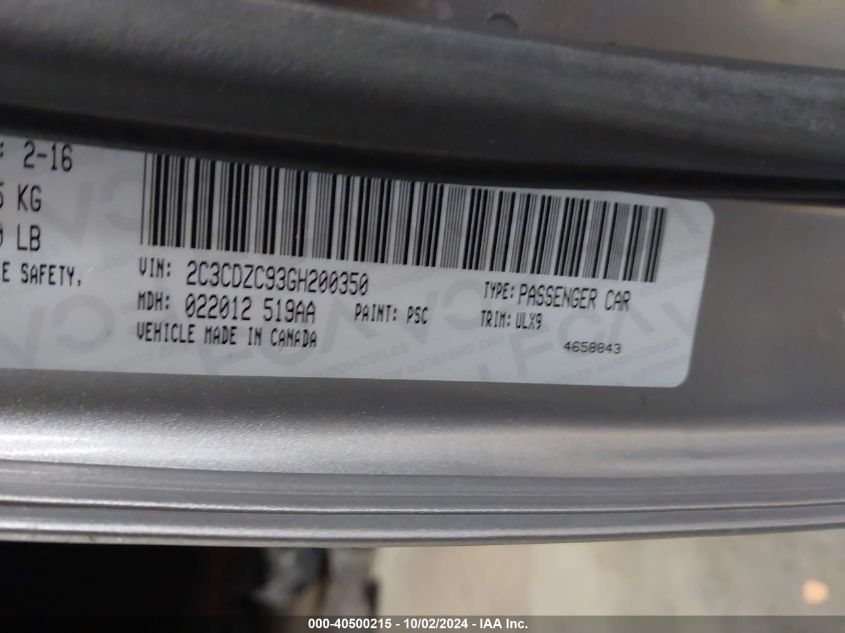 : 2-16
KG
LB
E SAFETY,
VIN: 2C3CDZC93GH200350
TYPE: PASSENGER CAR
MDH: 022012 519AA PAINT: PSC
TRIM: ULX9
VEHICLE MADE IN CANADA
4658843
000-40500215 - 10/02/2024 - IAA Inc.